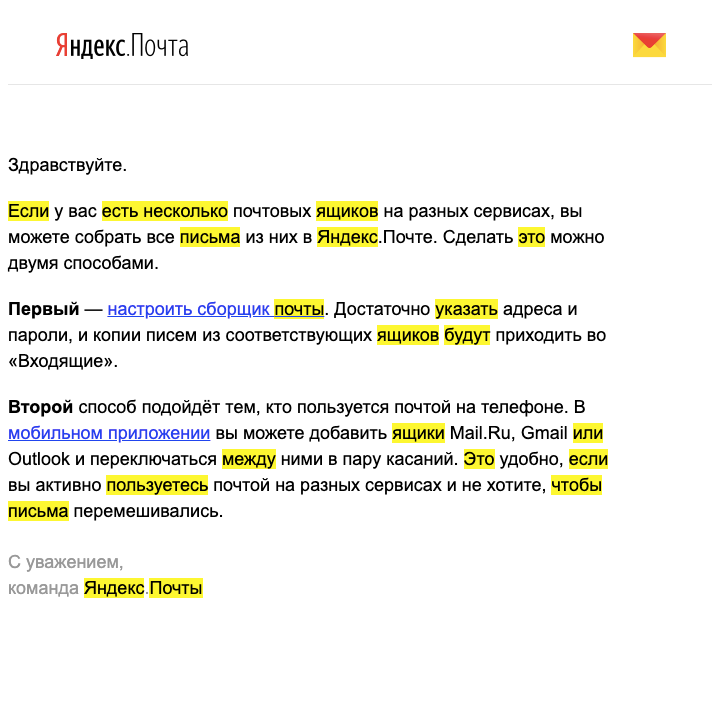 Яндекс.Почта
Здравствуйте.
Если у вас есть несколько почтовых ящиков на разных сервисах, вы
можете собрать все письма из них в Яндекс.Почте. Сделать это можно
двумя способами.
Первый — настроить сборщик почты. Достаточно указать адреса и
пароли, и копии писем из соответствующих ящиков будут приходить во
«Входящие».
Второй способ подойдёт тем, кто пользуется почтой на телефоне. В
мобильном приложении вы можете добавить ящики Mail.Ru, Gmail или
Outlook и переключаться между ними в пару касаний. Это удобно, если
вы активно пользуетесь почтой на разных сервисах и не хотите, чтобы
письма перемешивались.
С уважением,
команда Яндекс.Почты